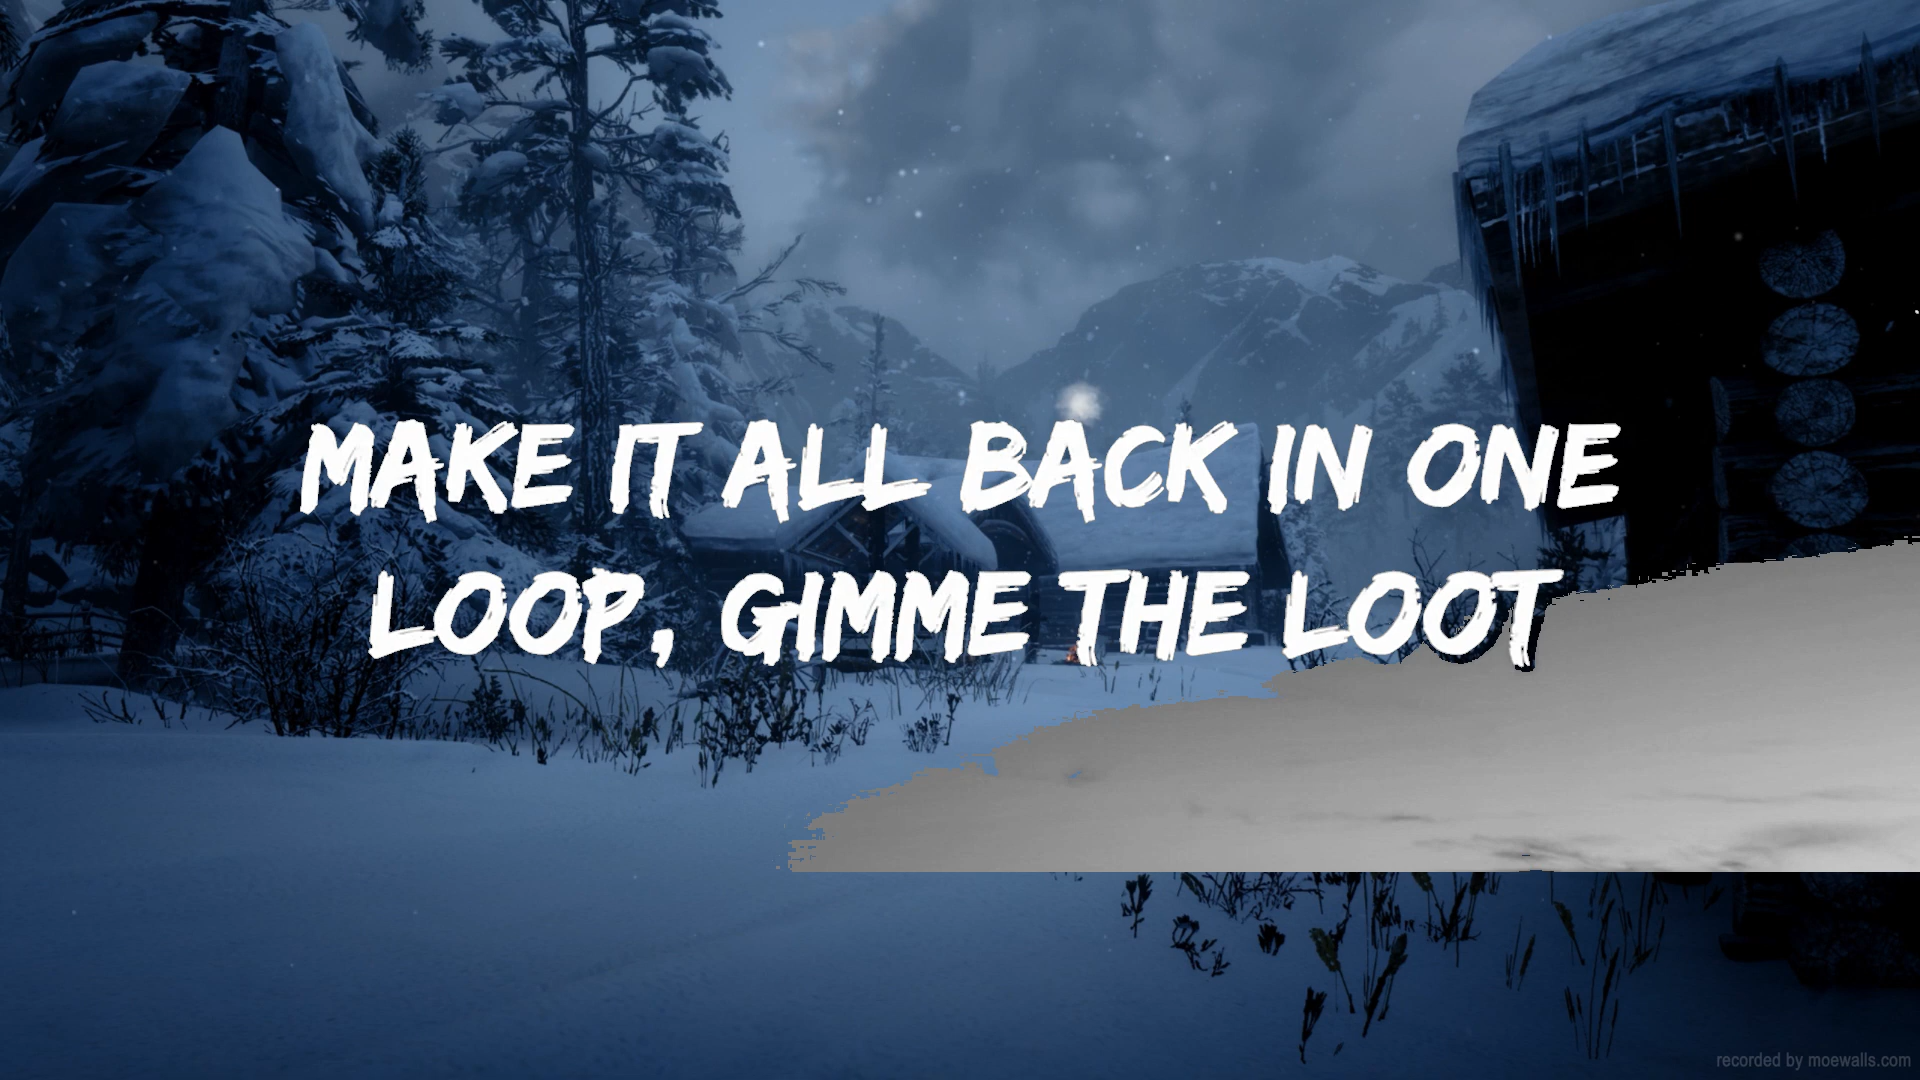 MAKE IT ALL BACK IN ONE
LOOP, GIMME THE LOOT
recorded by moewalls.com